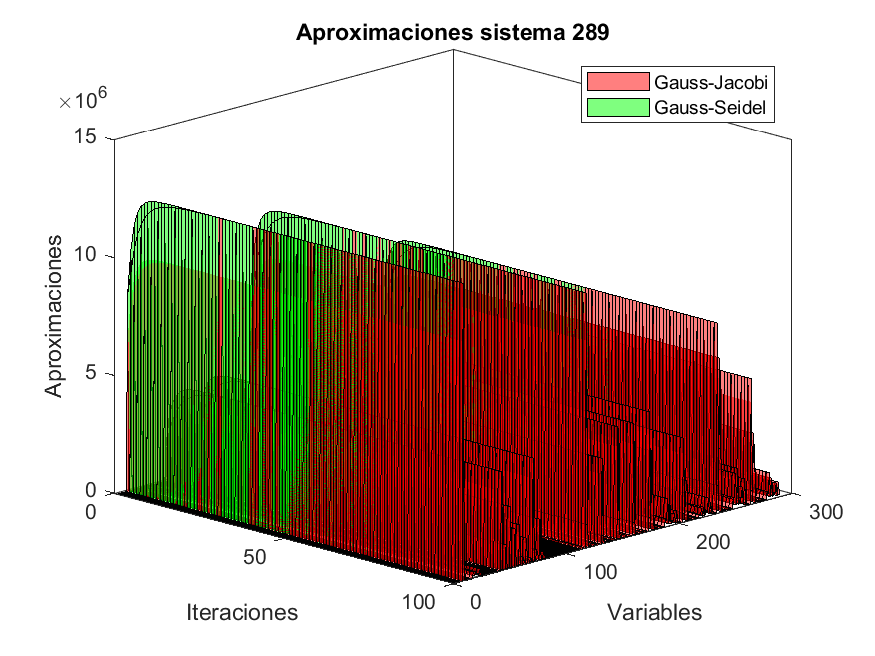 Aproximaciones sistema 289
Gauss-Jacobi
Gauss-Seidel
×10^6
15
10
5
0
Aproximaciones
0
50
100
Iteraciones
0
100
200
300
Variables